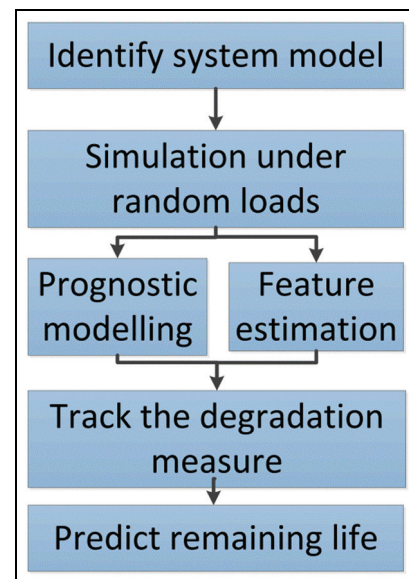 Identify system model
Simulation under
random loads
Prognostic
modelling
Feature
estimation
Track the degradation
measure
Predict remaining life